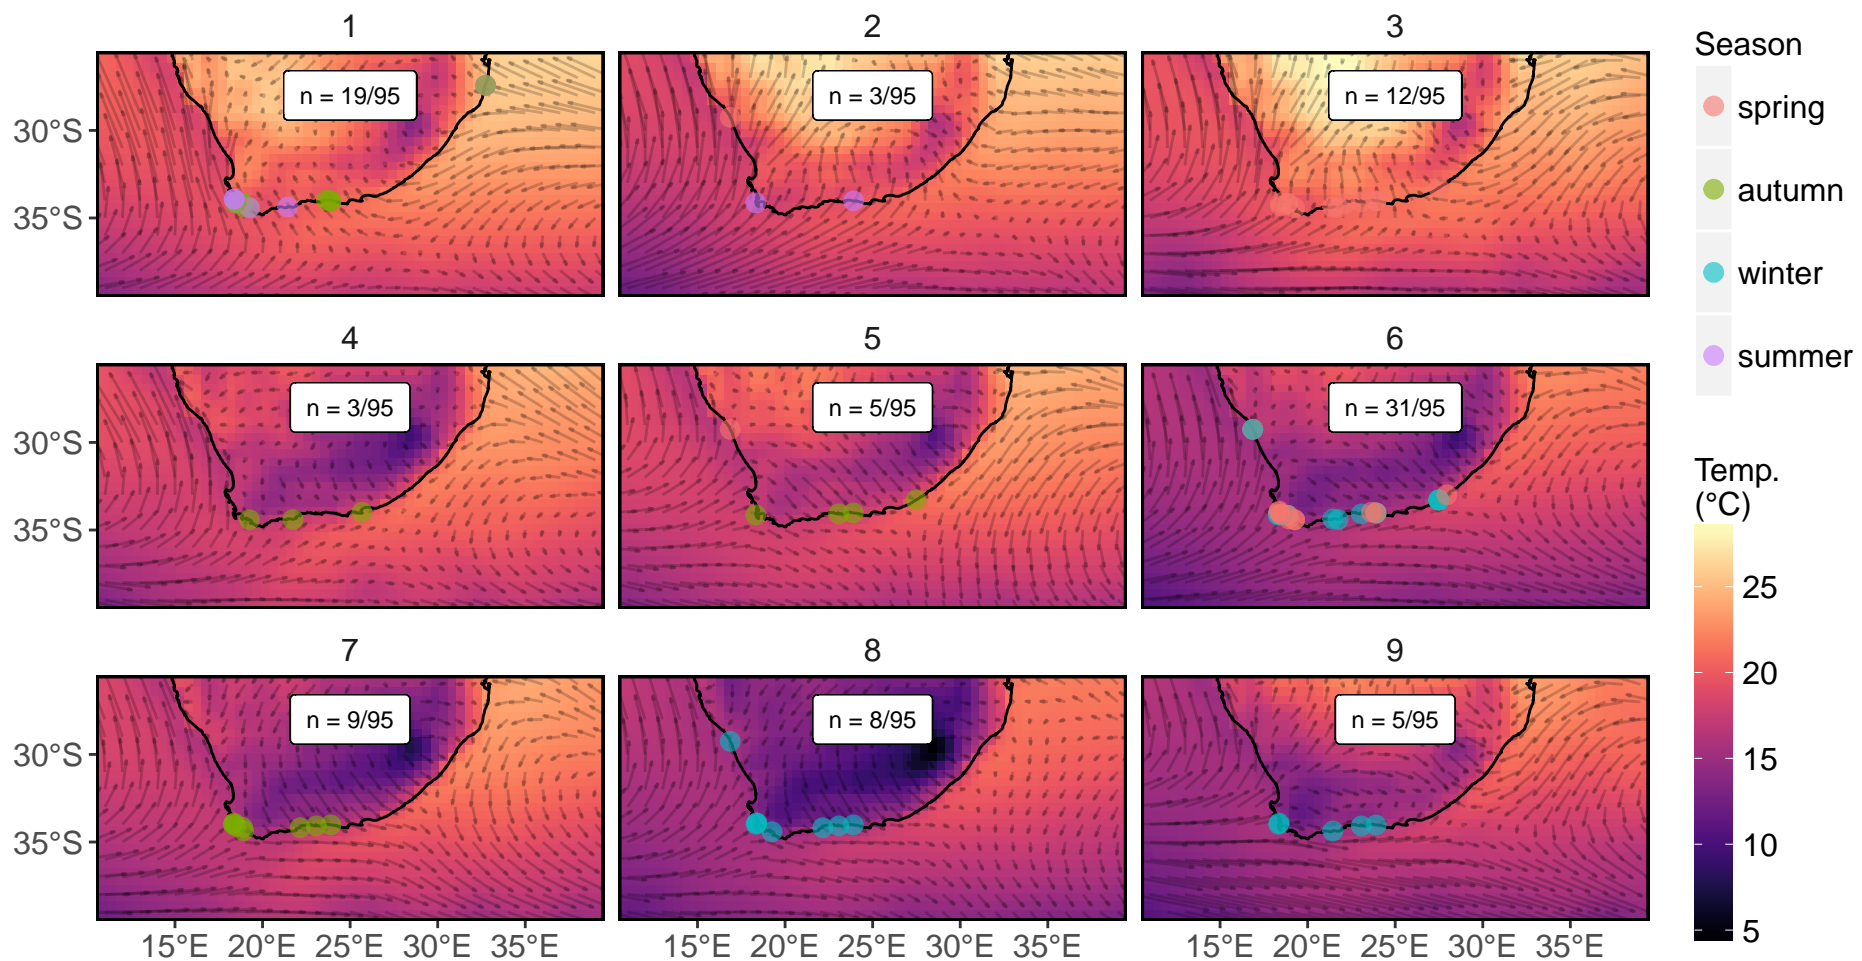 1
2
3
Season
n = 19/95
n = 3/95
n = 12/95
spring
autumn
winter
summer
30°S
35°S
4
5
6
n = 3/95
n = 5/95
n = 31/95
30°S
35°S
Temp.
(°C)
25
20
15
10
5
7
8
9
n = 9/95
n = 8/95
n = 5/95
30°S
35°S
15°E 20°E 25°E 30°E 35°E
15°E 20°E 25°E 30°E 35°E
15°E 20°E 25°E 30°E 35°E